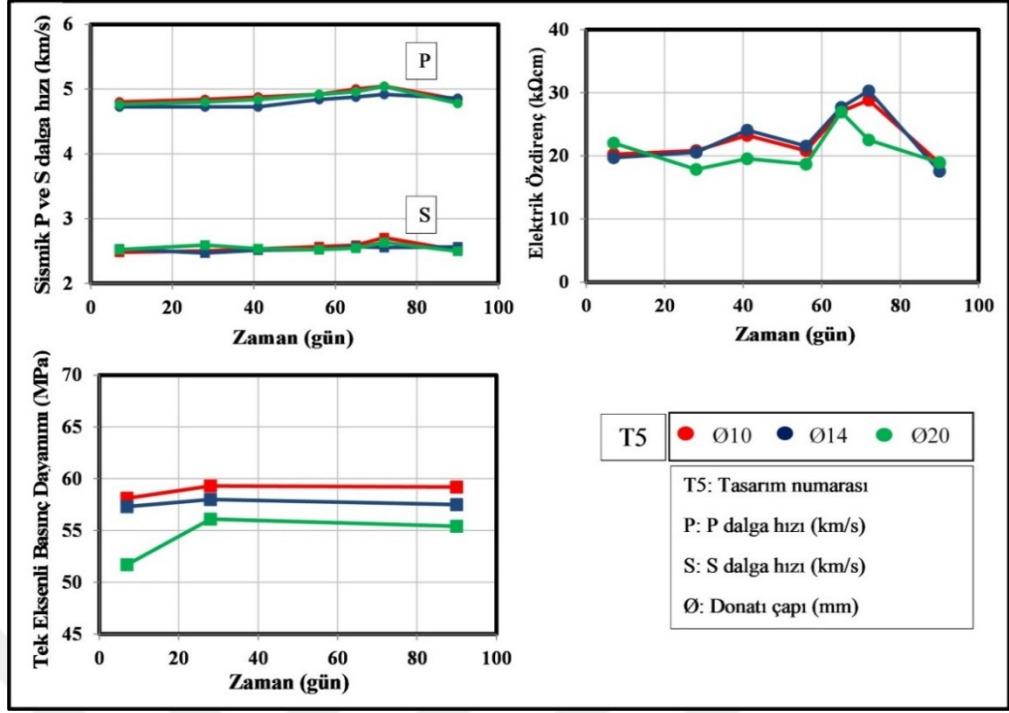 Sismik P ve S dalga hızı (km/s)
6
5
4
3
2
P
S
0 20 40 60 80 100
Zaman (gün)
Elektrik Özdirenç (kΩcm)
40
30
20
10
0
0 20 40 60 80 100
Zaman (gün)
Tek Eksenli Basınç Dayanımı (MPa)
70
65
60
55
50
45
0 20 40 60 80 100
Zaman (gün)
T5 Ø10 Ø14 Ø20
T5: Tasarım numarası
P: P dalga hızı (km/s)
S: S dalga hızı (km/s)
Ø: Donatı çapı (mm)